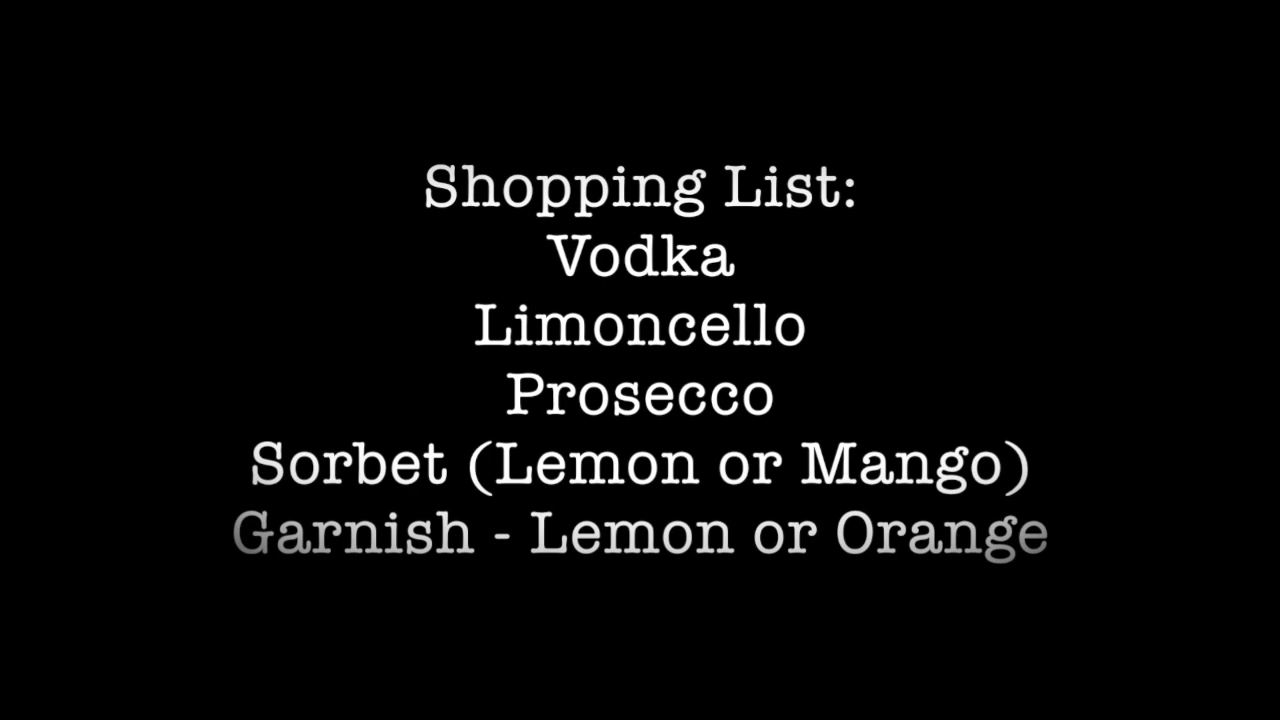 Shopping List:
Vodka
Limoncello
Prosecco
Sorbet (Lemon or Mango)
Garnish - Lemon or Orange